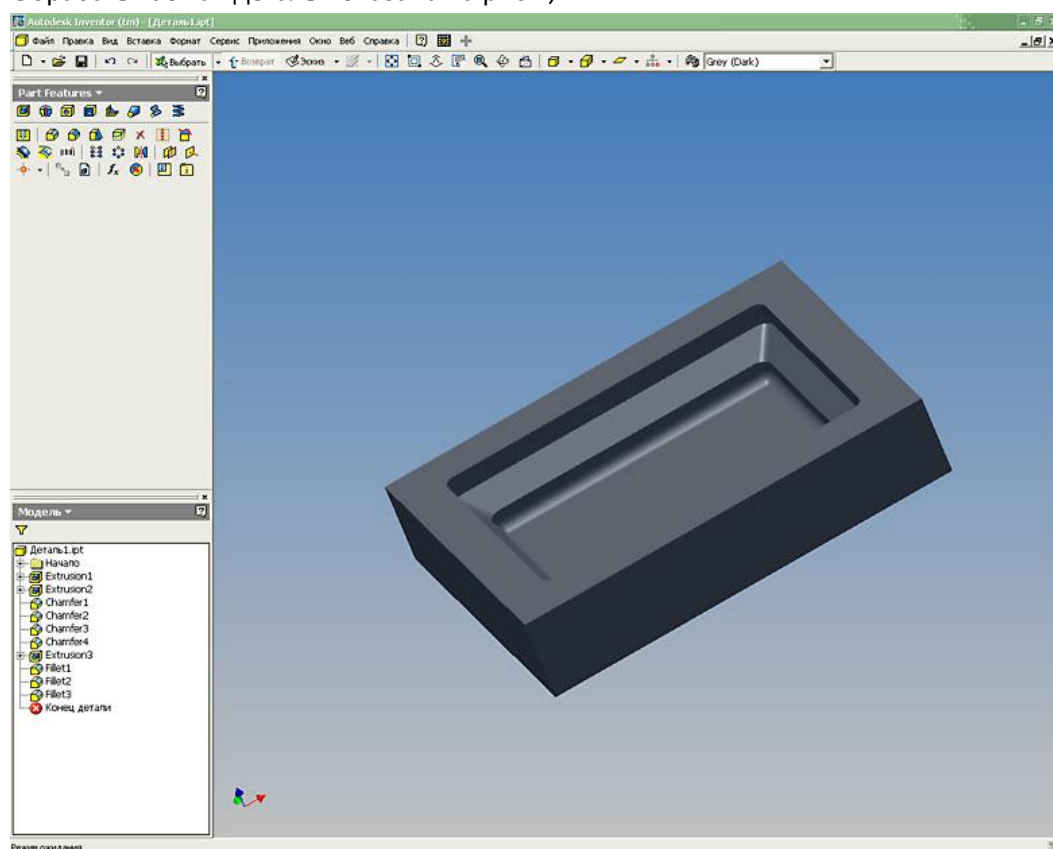 Autodesk Inventor (tm) - [Деталь1.ipt]
Файл Правка Вид Вставка Формат Сервис Приложения Окно Веб Справка
Выбрать Возврат Эскиз Grey (Dark)
Part Features
Модель
Деталь1.ipt
Начало
Extrusion1
Extrusion2
Chamfer1
Chamfer2
Chamfer3
Chamfer4
Extrusion3
Fillet1
Fillet2
Fillet3
Конец детали
Режим ожидания